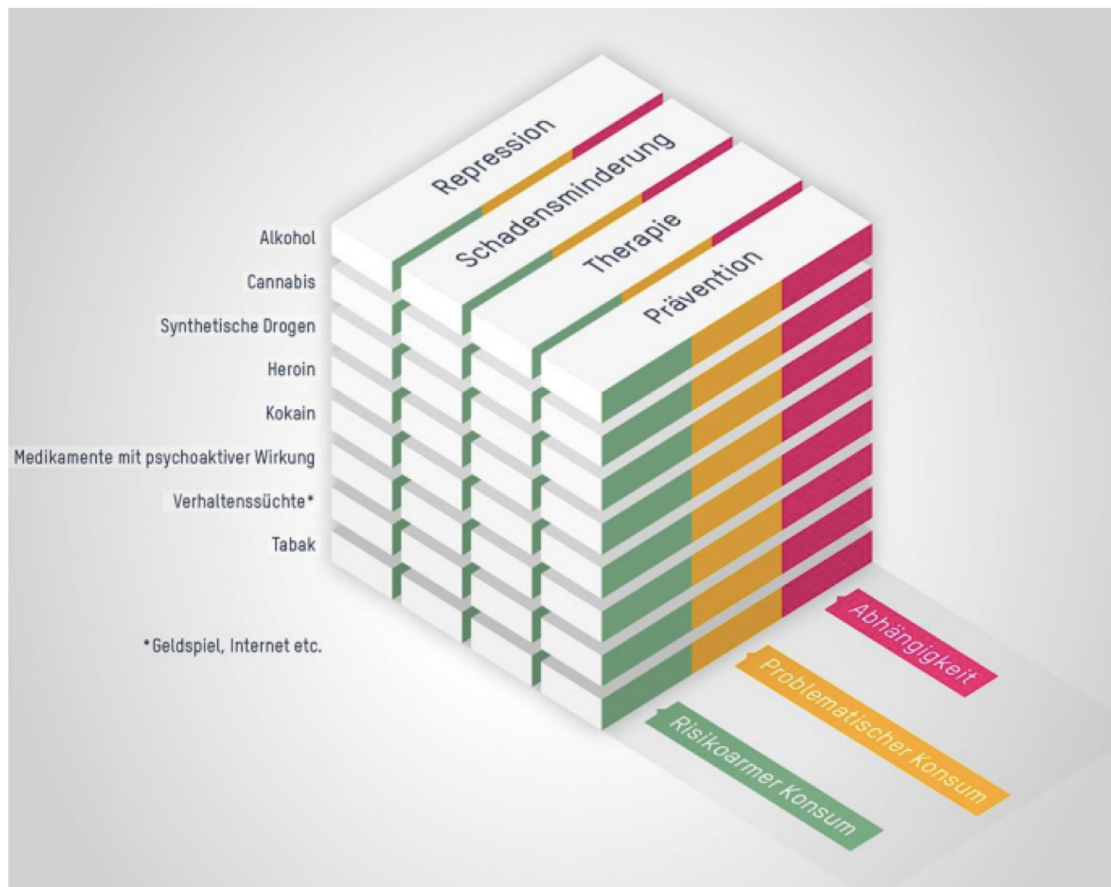 Repression
Schadensminderung
Therapie
Prävention
Alkohol
Cannabis
Synthetische Drogen
Heroin
Kokain
Medikamente mit psychoaktiver Wirkung
Verhaltenssüchte*
Tabak
*Geldspiel, Internet etc.
Abhängigkeit
Problematischer Konsum
Risikoarmer Konsum